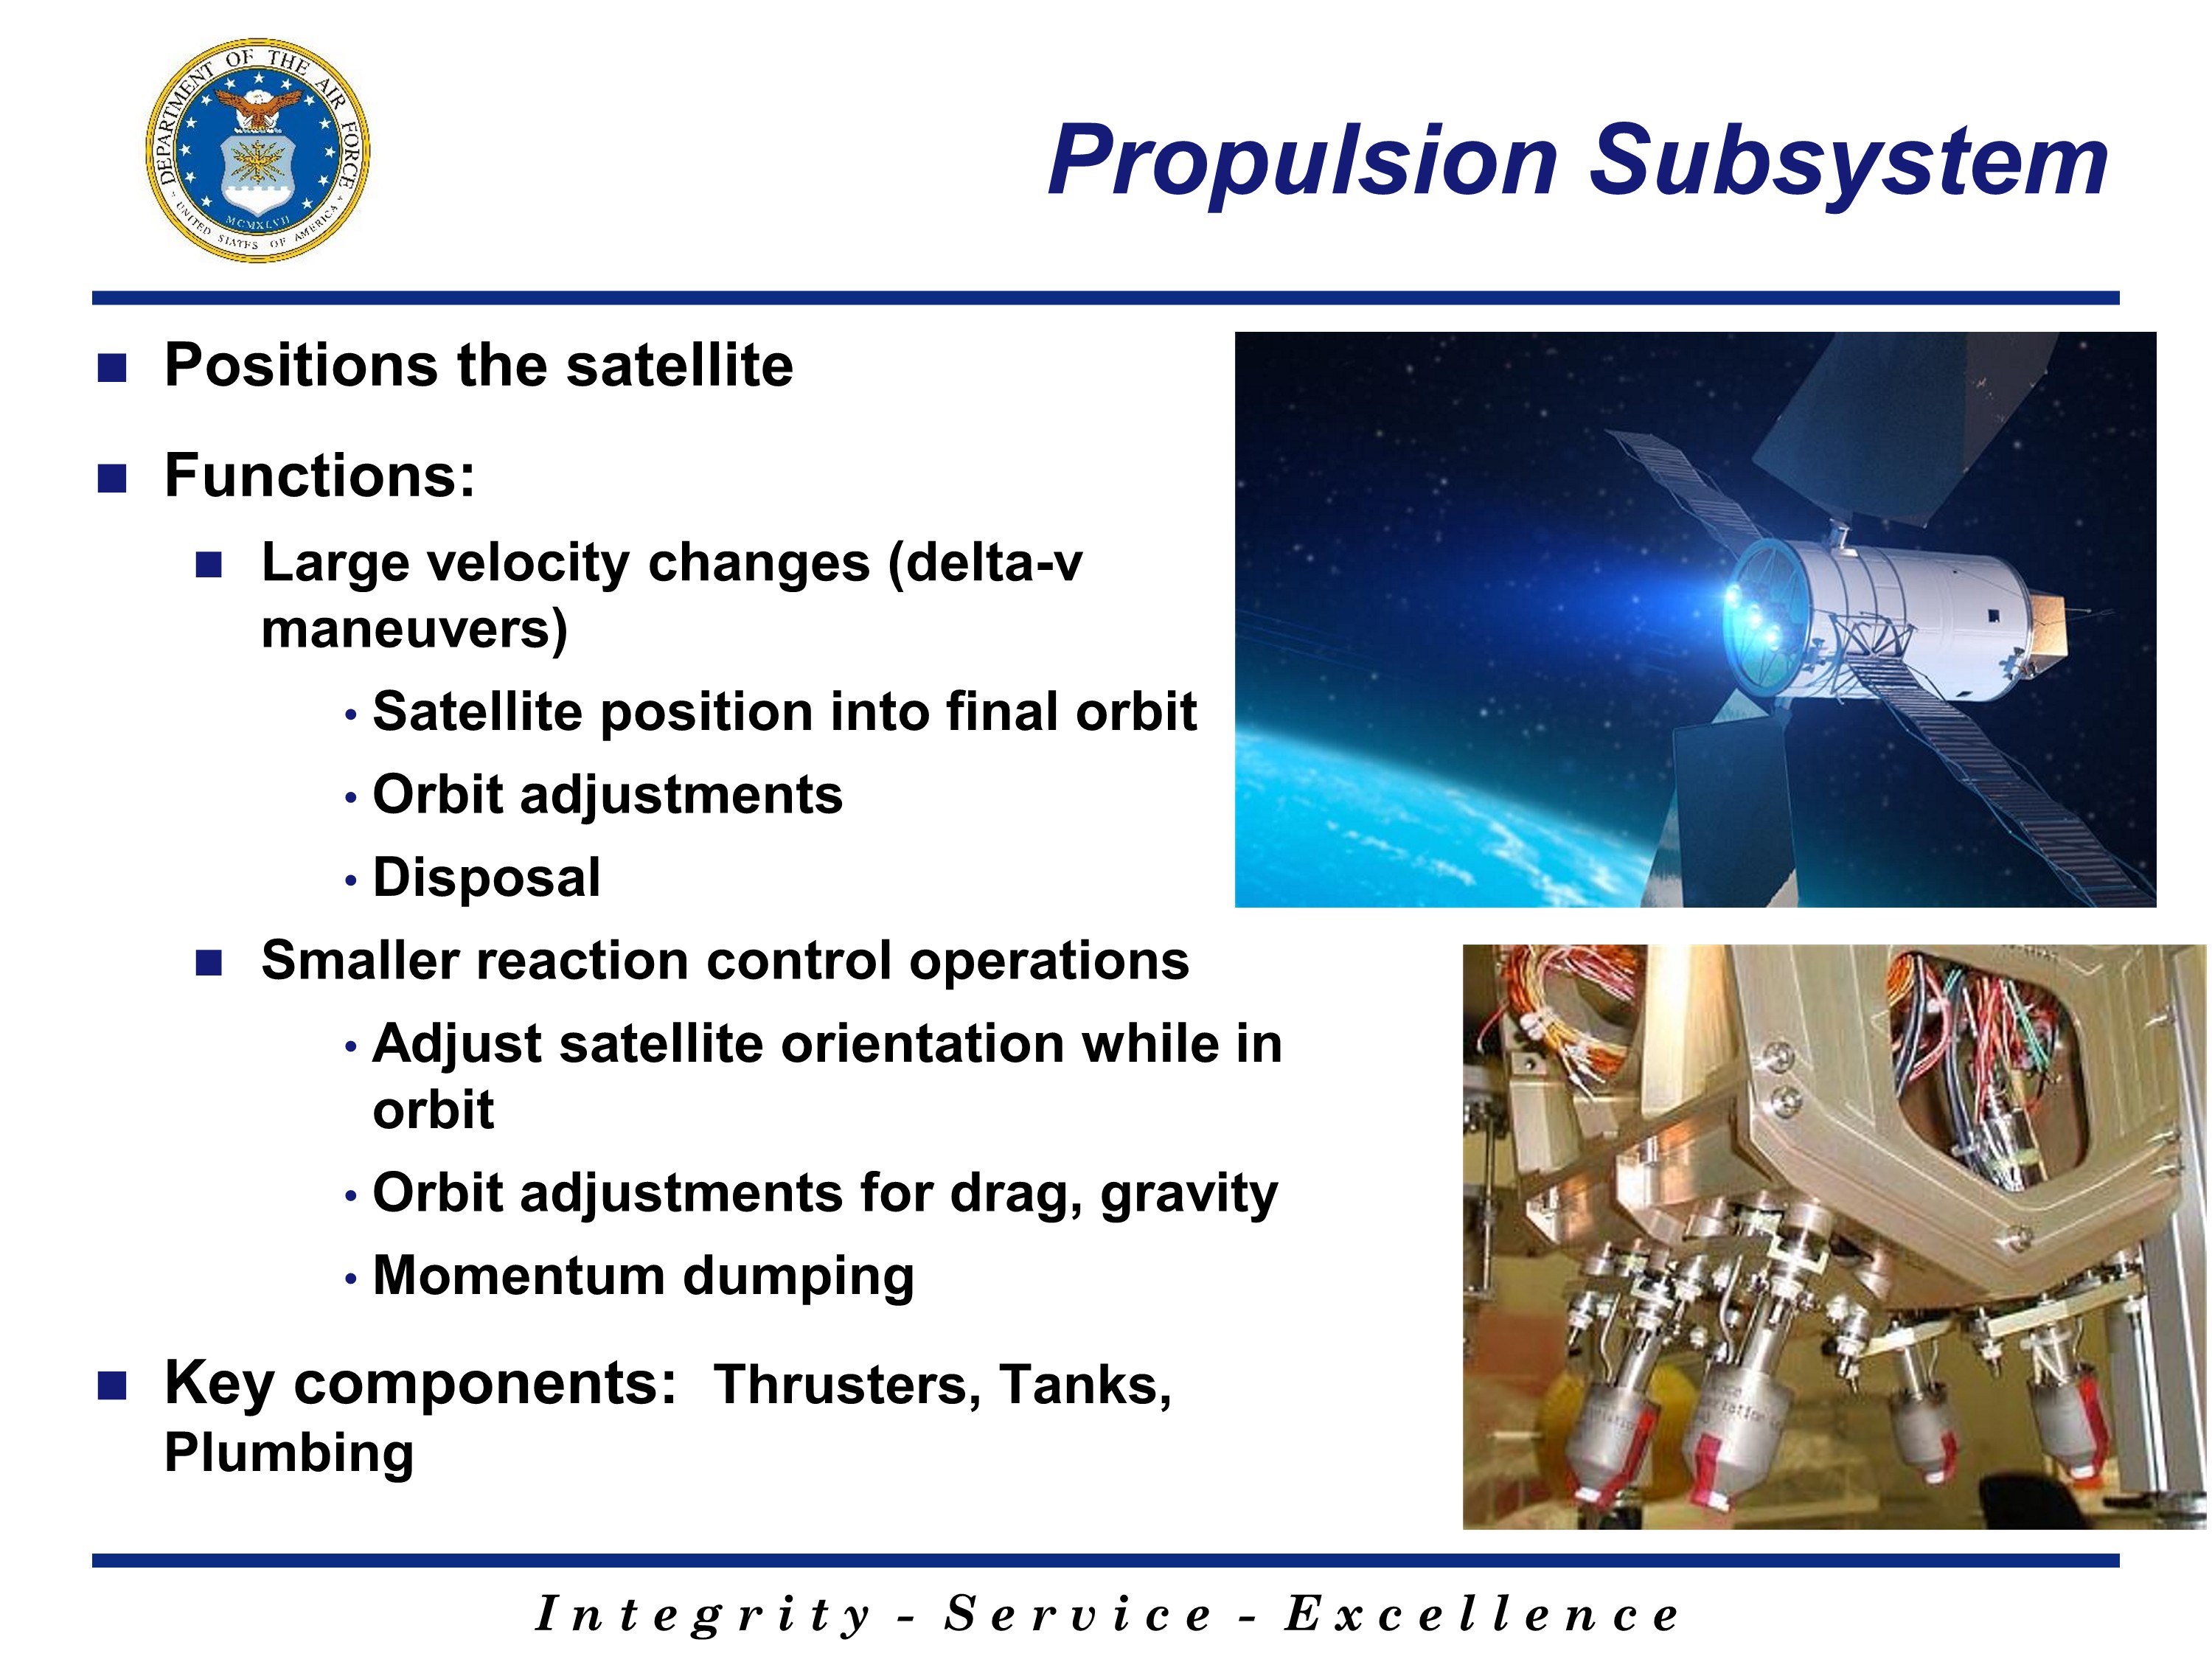 DEPARTMENT OF THE AIR FORCE
MCMXLVII
UNITED STATES OF AMERICA
Propulsion Subsystem
Positions the satellite
Functions:
Large velocity changes (delta-v
maneuvers)
• Satellite position into final orbit
• Orbit adjustments
• Disposal
Smaller reaction control operations
• Adjust satellite orientation while in
orbit
• Orbit adjustments for drag, gravity
• Momentum dumping
Key components: Thrusters, Tanks,
Plumbing
Integrity - Service - Excellence